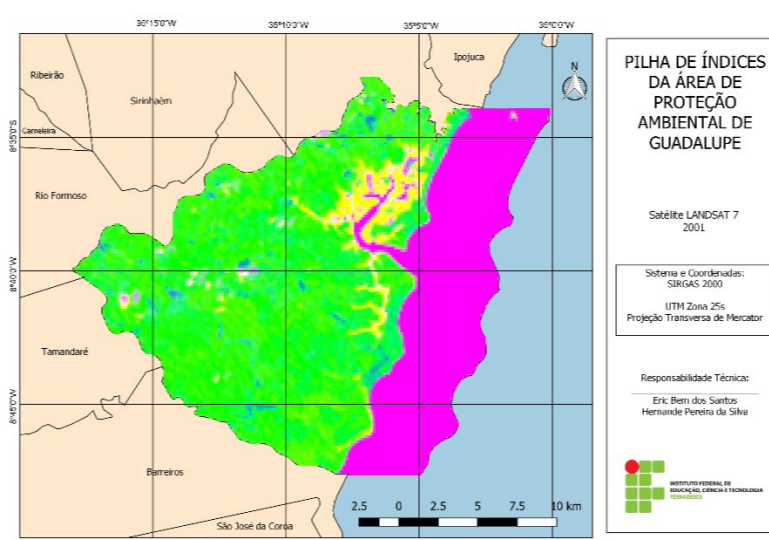 35°15'0"W 35°10'0"W 35°5'0"W 35°0'0"W
Ipojuca
N
Ribeirão
Sirinhaém
Gameleira
8°35'0"S
Rio Formoso
8°40'0"W
Tamandaré
8°45'0"W
Barreiros
São José da Coroa
2.5 0 2.5 5 7.5 10 km
PILHA DE ÍNDICES
DA ÁREA DE
PROTEÇÃO
AMBIENTAL DE
GUADALUPE
Satélite LANDSAT 7
2001
Sistema e Coordenadas:
SIRGAS 2000
UTM Zona 25s
Projeção Transversa de Mercator
Responsabilidade Técnica:
Eric Bem dos Santos
Hernande Pereira da Silva
INSTITUTO FEDERAL DE
EDUCAÇÃO, CIÊNCIA E TECNOLOGIA
PERNAMBUCO